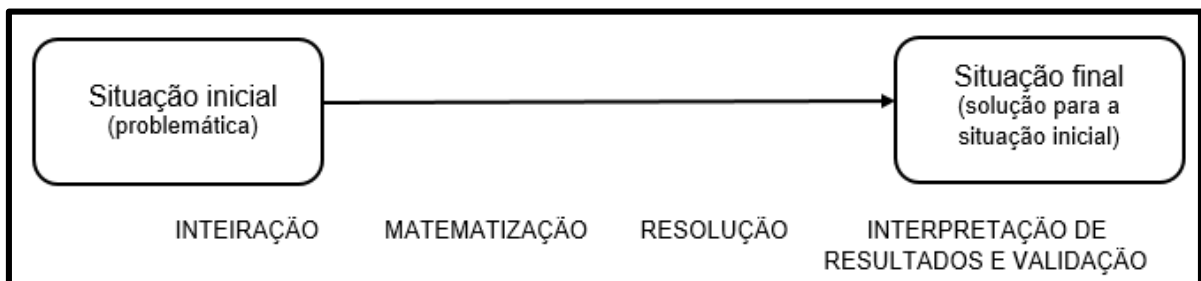 Situação inicial
(problemática)
Situação final
(solução para a
situação inicial)
INTEIRAÇÃO
MATEMATIZAÇÃO
RESOLUÇÃO
INTERPRETAÇÃO DE
RESULTADOS E VALIDAÇÃO